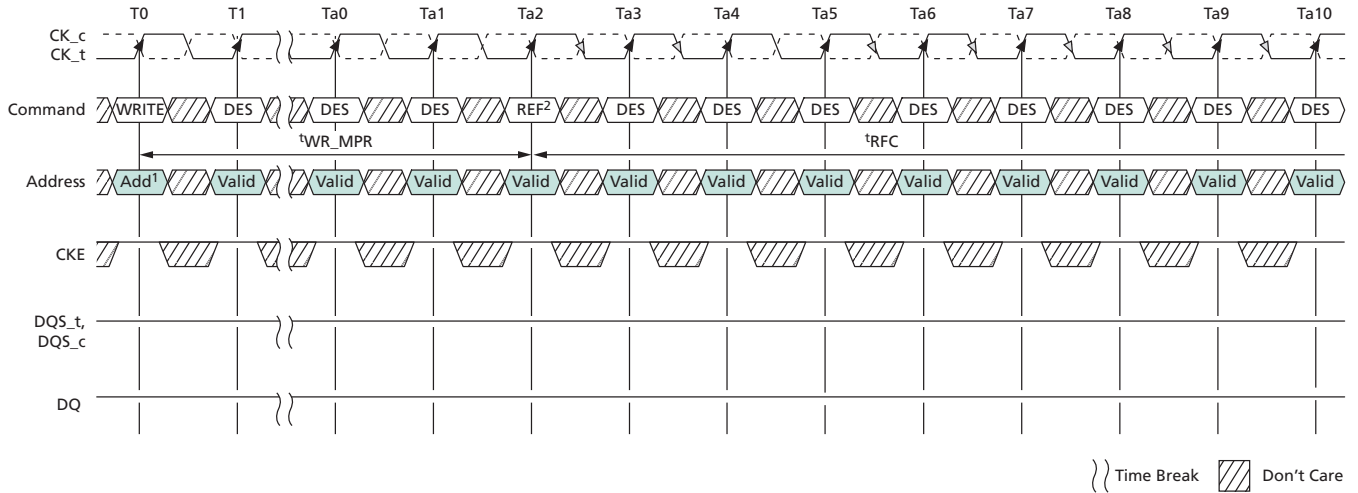 T0 T1 Ta0 Ta1 Ta2 Ta3 Ta4 Ta5 Ta6 Ta7 Ta8 Ta9 Ta10
CK_c
CK_t
Command WRITE DES DES DES REF² DES DES DES DES DES DES DES DES
ᵗWR_MPR ᵗRFC
Address Add¹ Valid Valid Valid Valid Valid Valid Valid Valid Valid Valid Valid Valid
CKE
DQS_t,
DQS_c
DQ
Time Break Don't Care